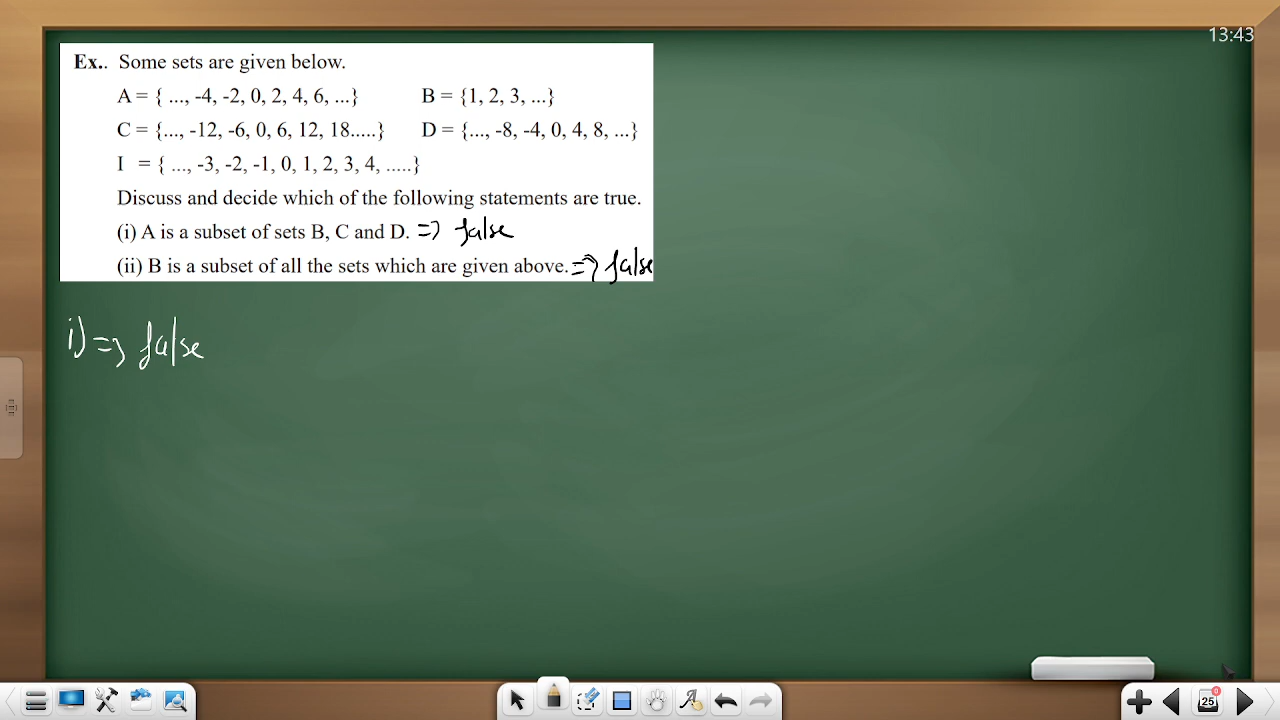 13:43
Ex.. Some sets are given below.
A = { ..., -4, -2, 0, 2, 4, 6, ...} B = {1, 2, 3, ...}
C = {..., -12, -6, 0, 6, 12, 18.....} D = {..., -8, -4, 0, 4, 8, ...}
I = { ..., -3, -2, -1, 0, 1, 2, 3, 4, .....}
Discuss and decide which of the following statements are true.
(i) A is a subset of sets B, C and D. => false
(ii) B is a subset of all the sets which are given above. => false
i) => false
25
0